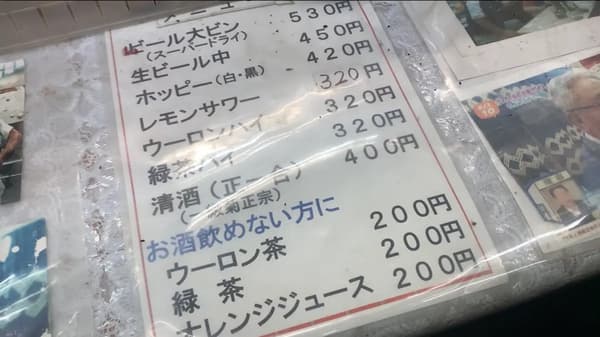 メニュー
ビール大ビン 530円
(スーパードライ)
生ビール中 450円
ホッピー(白・黒) 420円
レモンサワー 320円
ウーロンハイ 320円
緑茶ハイ 320円
清酒(正一合) 400円
菊正宗)
お酒飲めない方に
ウーロン茶 200円
緑 茶 200円
オレンジジュース 200円